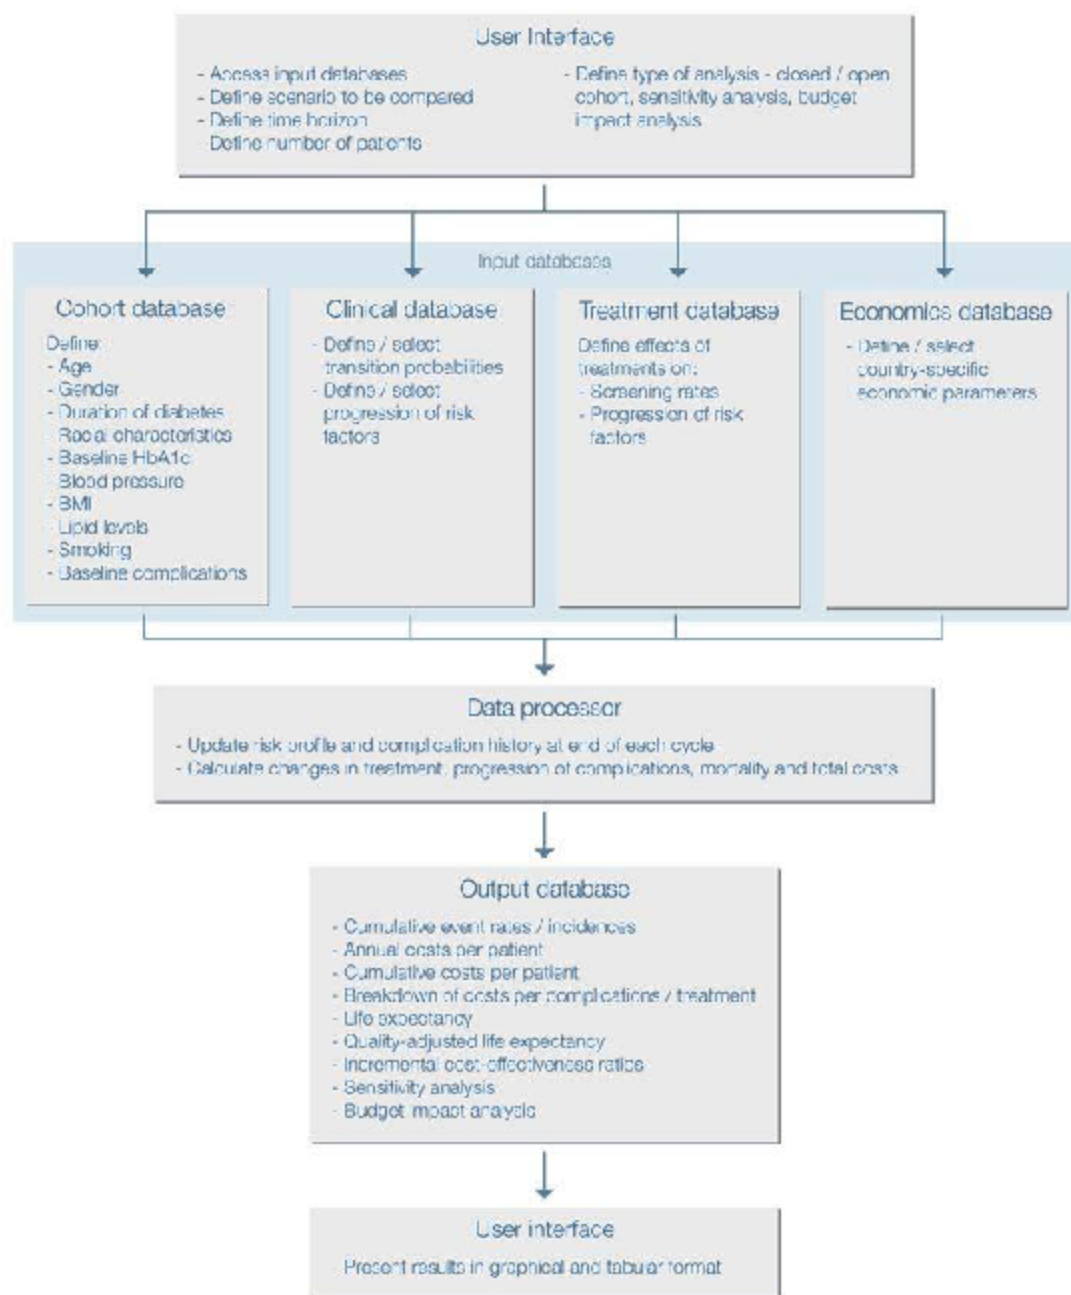 User Interface
- Access input databases
- Define scenario to be compared
- Define time horizon
- Define number of patients
- Define type of analysis - closed / open
cohort, sensitivity analysis, budget
impact analysis
Input databases
Cohort database
Define:
- Age
- Gender
- Duration of diabetes
- Racial characteristics
- Baseline HbA1c
- Blood pressure
- BMI
- Lipid levels
- Smoking
- Baseline complications
Clinical database
- Define / select
transition probabilities
- Define / select
progression of risk
factors
Treatment database
Define effects of
treatments on:
- Screening rates
- Progression of risk
factors
Economics database
- Define / select
country-specific
economic parameters
Data processor
- Update risk profile and complication history at end of each cycle
- Calculate changes in treatment, progression of complications, mortality and total costs
Output database
- Cumulative event rates / incidences
- Annual costs per patient
- Cumulative costs per patient
- Breakdown of costs per complications / treatment
- Life expectancy
- Quality-adjusted life expectancy
- Incremental cost-effectiveness ratios
- Sensitivity analysis
- Budget impact analysis
User interface
- Present results in graphical and tabular format